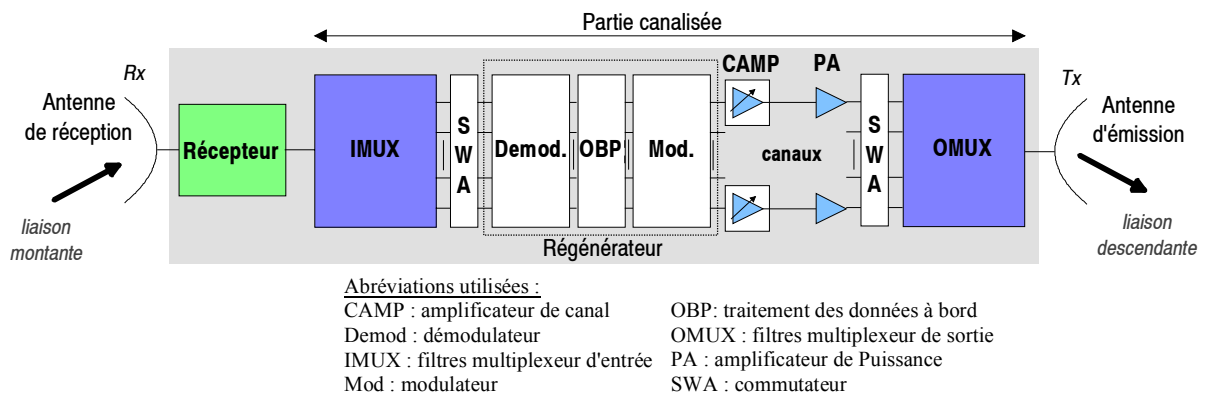 Partie canalisée
Rx
CAMP
PA
Tx
Antenne
de réception
Récepteur
IMUX
S
W
A
Demod.
OBP
Mod.
canaux
S
W
A
OMUX
Antenne
d'émission
liaison
montante
Régénérateur
liaison
descendante
Abréviations utilisées :
CAMP : amplificateur de canal
Demod : démodulateur
IMUX : filtres multiplexeur d'entrée
Mod : modulateur
OBP: traitement des données à bord
OMUX : filtres multiplexeur de sortie
PA : amplificateur de Puissance
SWA : commutateur